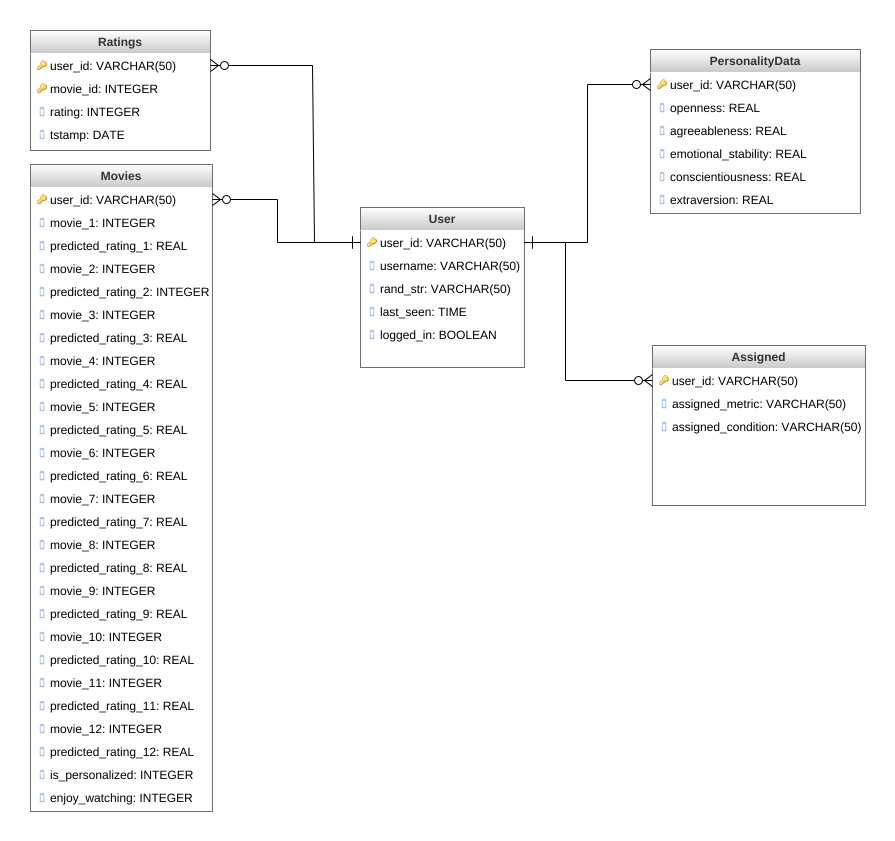 Ratings
user_id: VARCHAR(50)
movie_id: INTEGER
rating: INTEGER
tstamp: DATE
Movies
user_id: VARCHAR(50)
movie_1: INTEGER
predicted_rating_1: REAL
movie_2: INTEGER
predicted_rating_2: INTEGER
movie_3: INTEGER
predicted_rating_3: REAL
movie_4: INTEGER
predicted_rating_4: REAL
movie_5: INTEGER
predicted_rating_5: REAL
movie_6: INTEGER
predicted_rating_6: REAL
movie_7: INTEGER
predicted_rating_7: REAL
movie_8: INTEGER
predicted_rating_8: REAL
movie_9: INTEGER
predicted_rating_9: REAL
movie_10: INTEGER
predicted_rating_10: REAL
movie_11: INTEGER
predicted_rating_11: REAL
movie_12: INTEGER
predicted_rating_12: REAL
is_personalized: INTEGER
enjoy_watching: INTEGER
User
user_id: VARCHAR(50)
username: VARCHAR(50)
rand_str: VARCHAR(50)
last_seen: TIME
logged_in: BOOLEAN
PersonalityData
user_id: VARCHAR(50)
openness: REAL
agreeableness: REAL
emotional_stability: REAL
conscientiousness: REAL
extraversion: REAL
Assigned
user_id: VARCHAR(50)
assigned_metric: VARCHAR(50)
assigned_condition: VARCHAR(50)